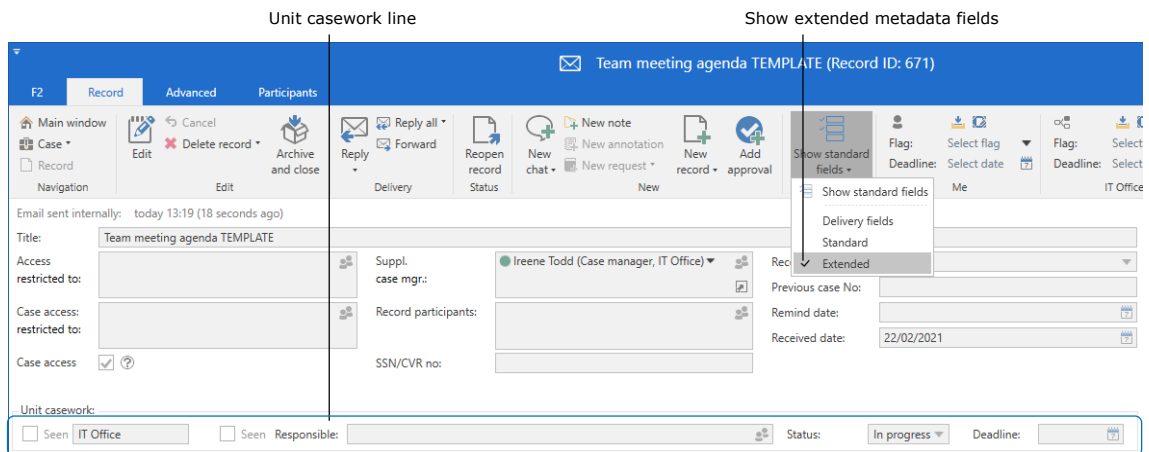 Unit casework line
Show extended metadata fields
Team meeting agenda TEMPLATE (Record ID: 671)
F2 Record Advanced Participants
Main window Cancel Reply all New note Flag: Select flag Flag: Select
Case Delete record Forward New annotation
Edit Archive and close Reply Reopen record New chat New request New record Add approval Show standard fields Deadline: Select date Deadline: Select
Record
Navigation Edit Delivery Status New Me IT Office
Show standard fields
Delivery fields
Standard
Extended
Email sent internally: today 13:19 (18 seconds ago)
Title: Team meeting agenda TEMPLATE
Access restricted to: Suppl. case mgr.: Ireene Todd (Case manager, IT Office)
Previous case No:
Case access: restricted to: Record participants: Remind date:
Received date: 22/02/2021
Case access SSN/CVR no:
Unit casework:
Seen IT Office Seen Responsible: Status: In progress Deadline: